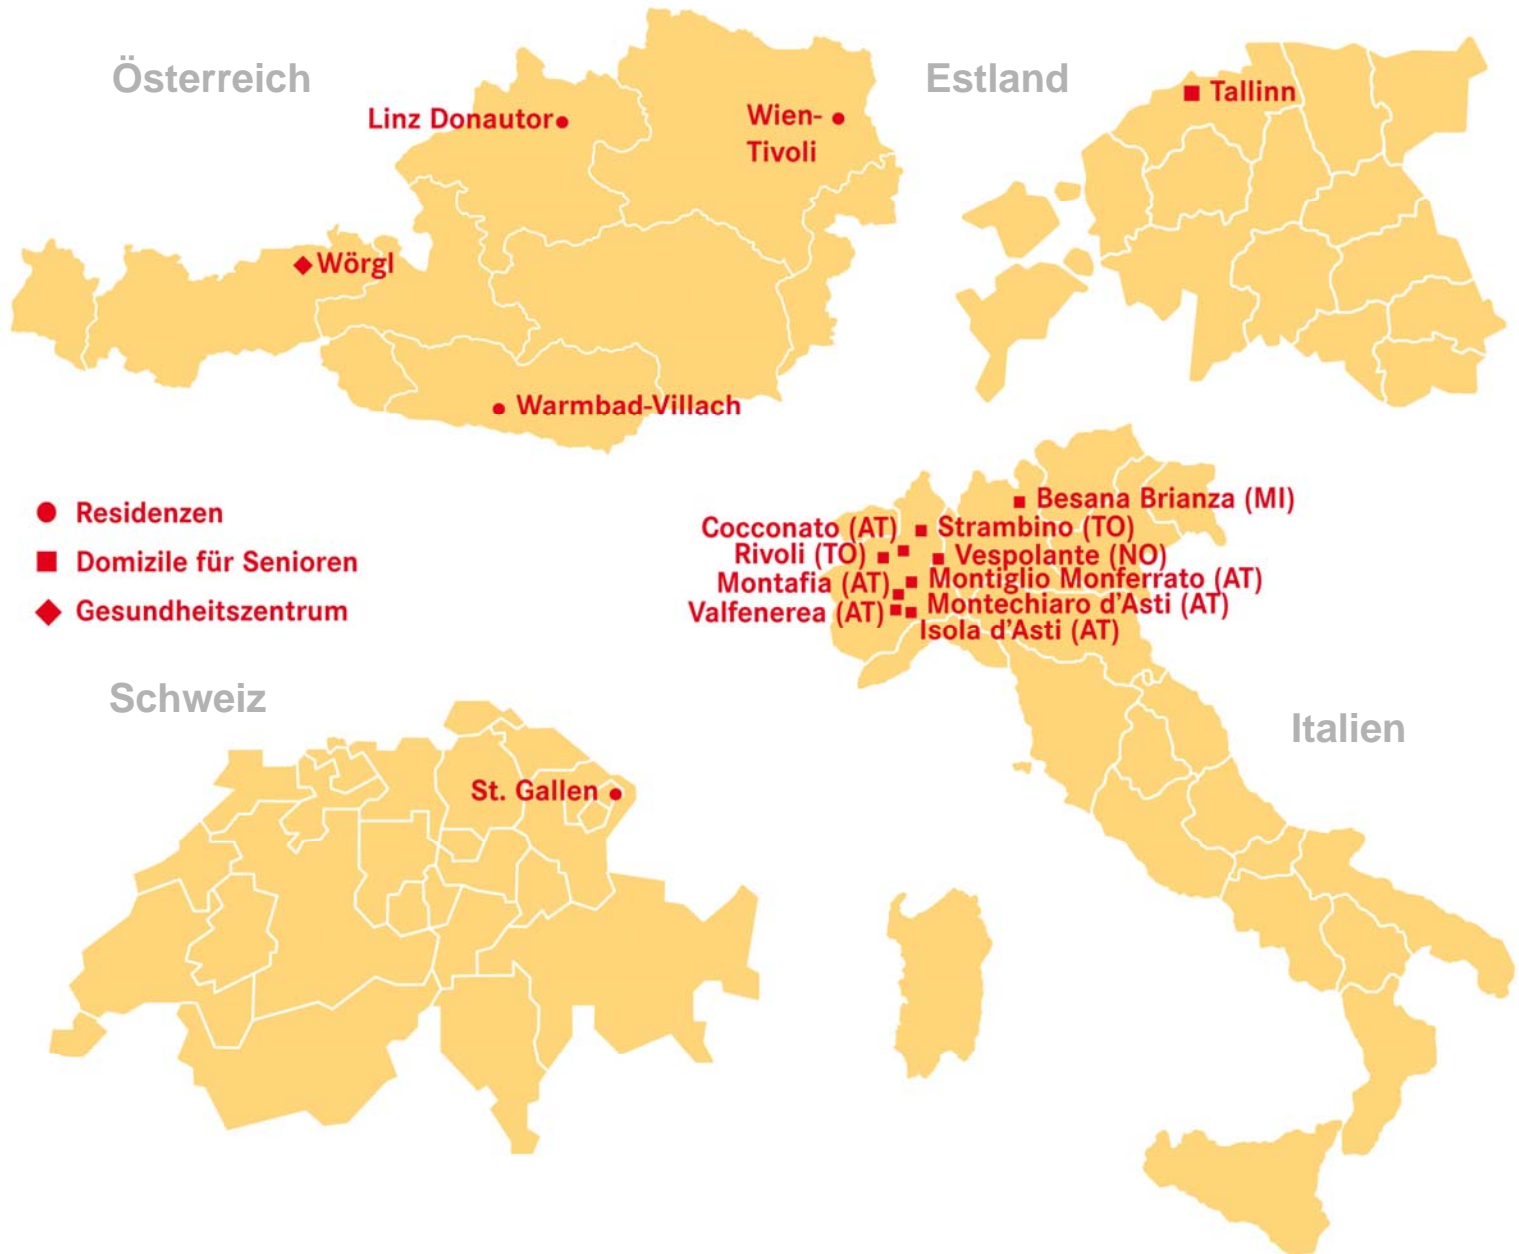 Österreich
Linz Donautor
Wien-
Tivoli
Wörgl
Warmbad-Villach
Estland
Tallinn
Residenzen
Domizile für Senioren
Gesundheitszentrum
Besana Brianza (MI)
Cocconato (AT)
Strambino (TO)
Rivoli (TO)
Vespolante (NO)
Montafia (AT)
Montiglio Monferrato (AT)
Valfenerea (AT)
Montechiaro d'Asti (AT)
Isola d'Asti (AT)
Schweiz
St. Gallen
Italien